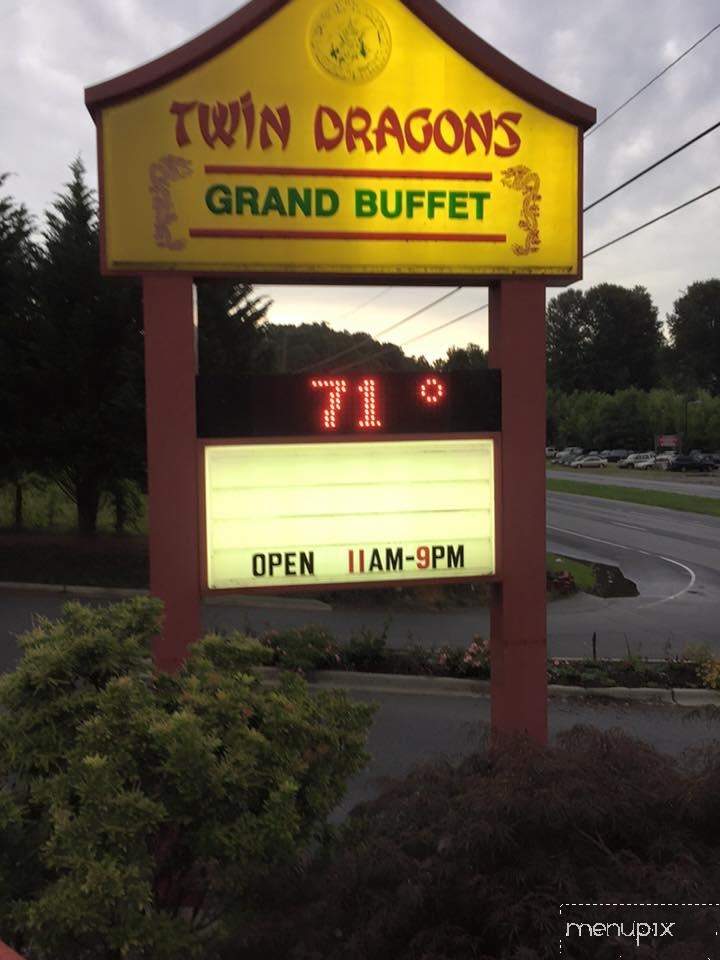 TWIN DRAGONS
GRAND BUFFET
71°
OPEN 11AM-9PM
menupix